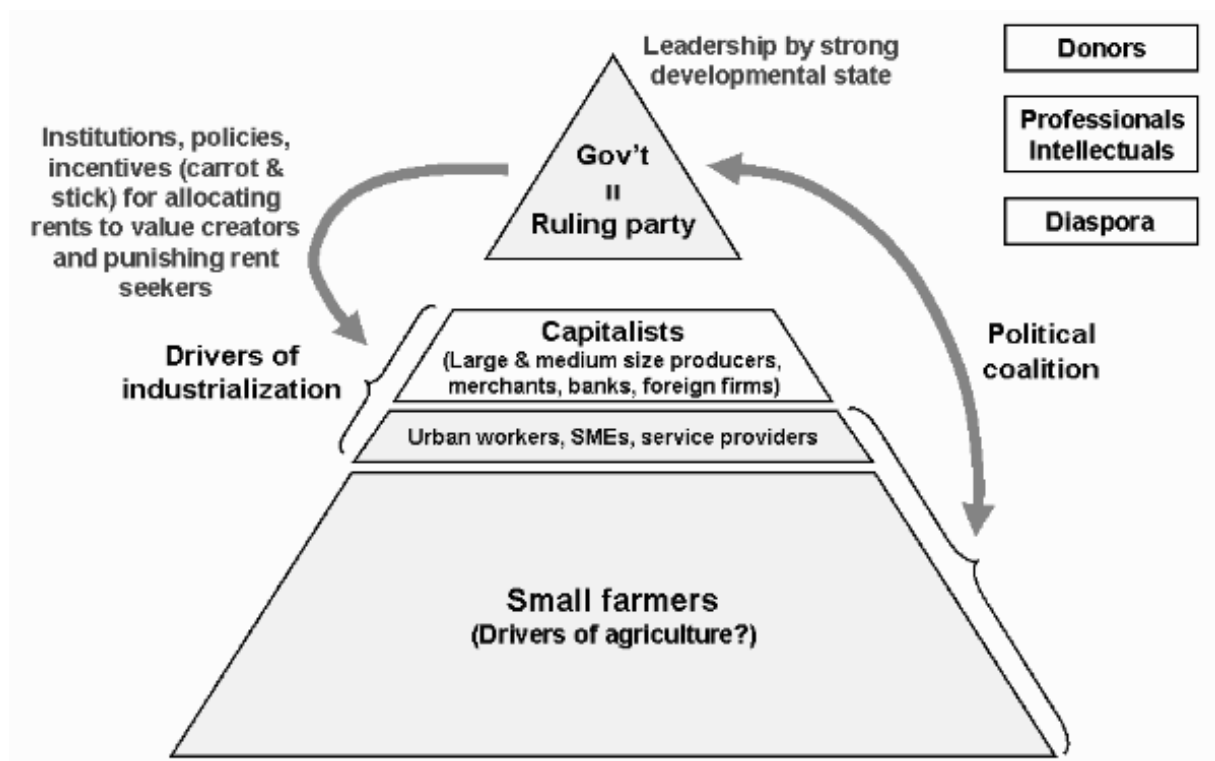 Leadership by strong
developmental state
Donors
Professionals
Intellectuals
Diaspora
Institutions, policies,
incentives (carrot &
stick) for allocating
rents to value creators
and punishing rent
seekers
Gov't
=
Ruling party
Drivers of
industrialization
Capitalists
(Large & medium size producers,
merchants, banks, foreign firms)
Political
coalition
Urban workers, SMEs, service providers
Small farmers
(Drivers of agriculture?)